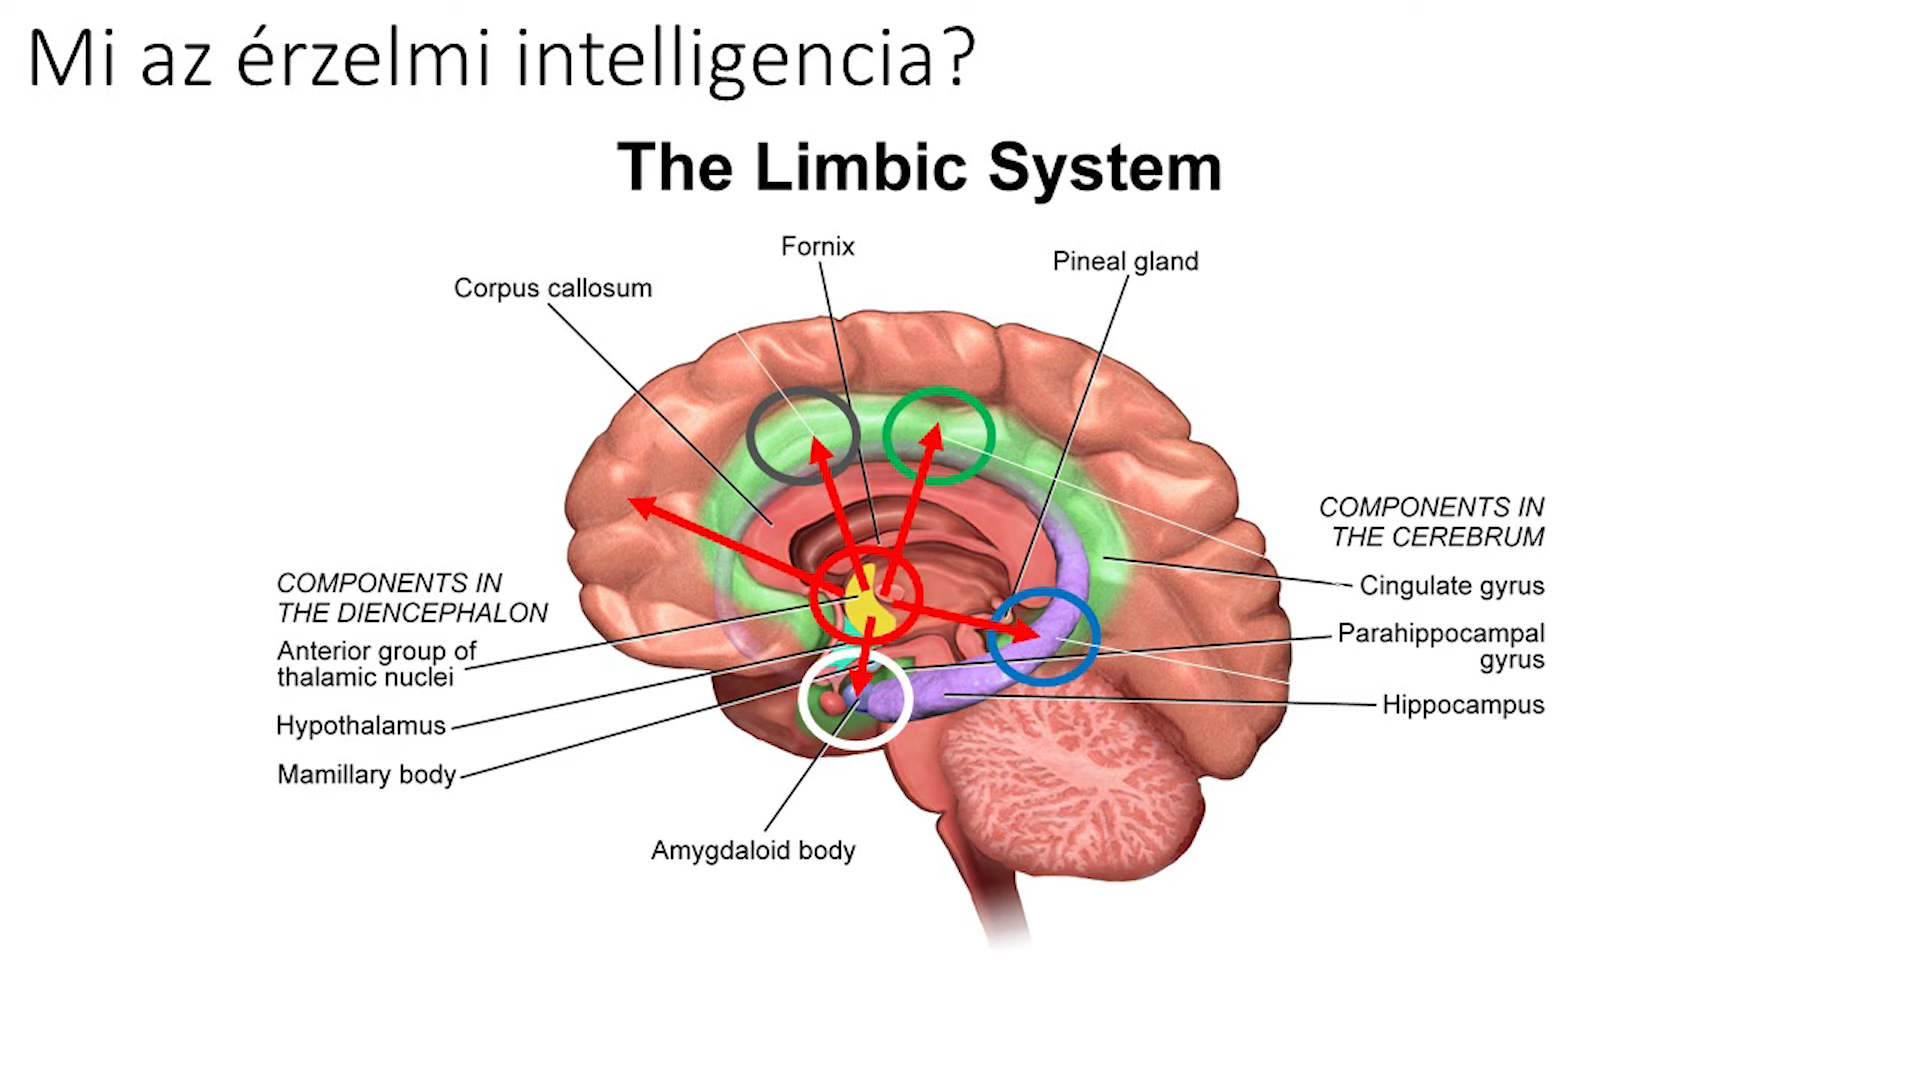 Mi az érzelmi intelligencia?
The Limbic System
Fornix
Pineal gland
Corpus callosum
COMPONENTS IN
THE CEREBRUM
Cingulate gyrus
Parahippocampal
gyrus
Hippocampus
COMPONENTS IN
THE DIENCEPHALON
Anterior group of
thalamic nuclei
Hypothalamus
Mamillary body
Amygdaloid body